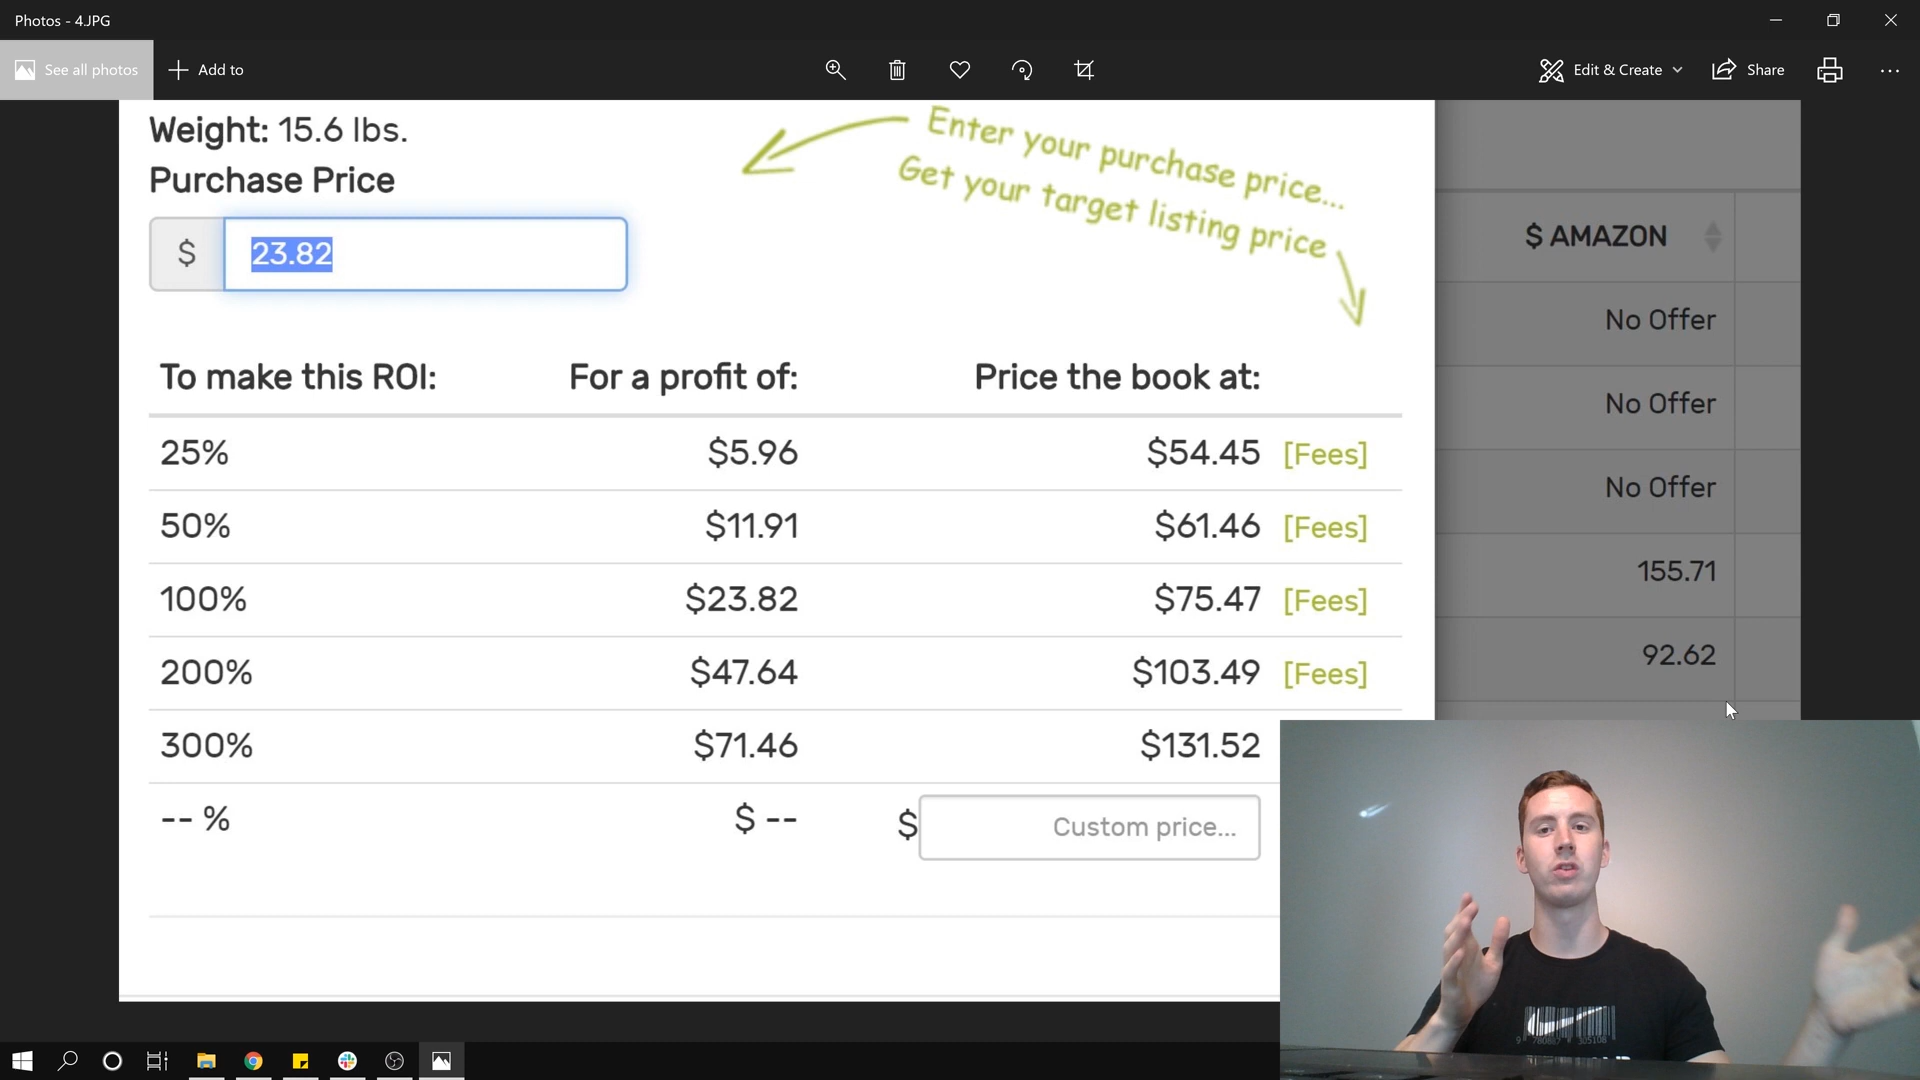 Photos - 4.JPG
See all photos
Add to
Edit & Create
Share
Weight: 15.6 lbs.
Purchase Price
$ 23.82
Enter your purchase price...
Get your target listing price
To make this ROI: For a profit of: Price the book at:
25% $5.96 $54.45 [Fees]
50% $11.91 $61.46 [Fees]
100% $23.82 $75.47 [Fees]
200% $47.64 $103.49 [Fees]
300% $71.46 $131.52
-- % $ -- $ Custom price...
$ AMAZON
No Offer
No Offer
No Offer
155.71
92.62